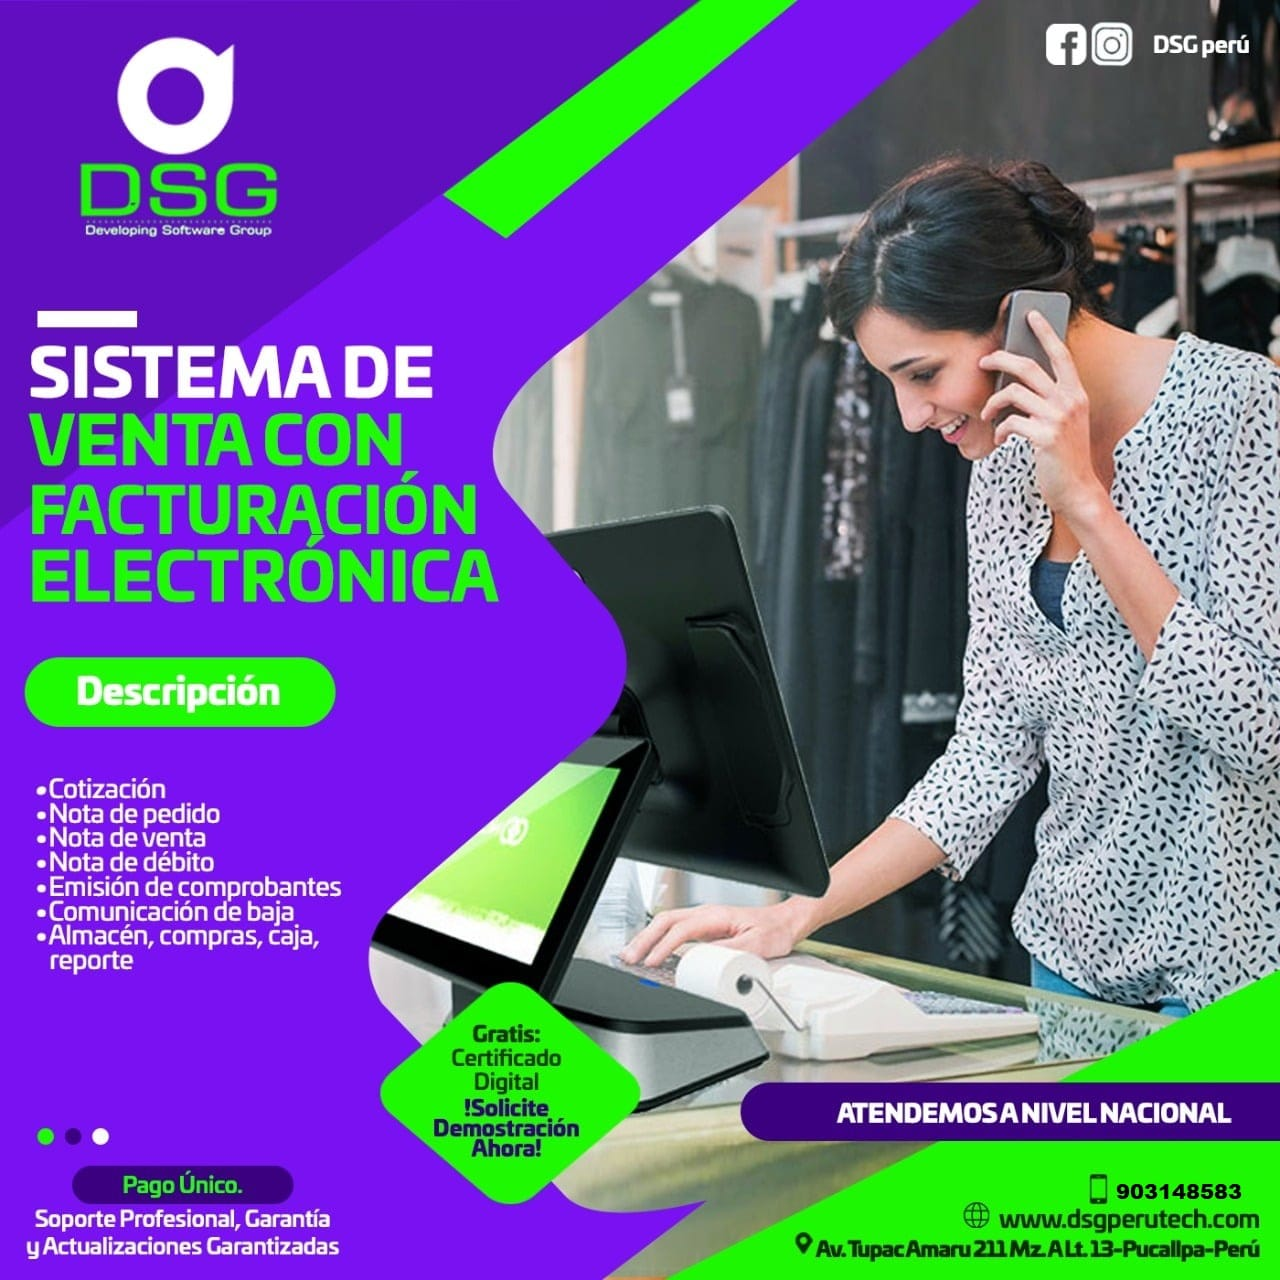 DSG perú
DSG
Developing Software Group
SISTEMA DE
VENTA CON
FACTURACIÓN
ELECTRÓNICA
Descripción
•Cotización
•Nota de pedido
•Nota de venta
•Nota de débito
•Emisión de comprobantes
•Comunicación de baja
•Almacén, compras, caja,
reporte
Gratis:
Certificado
Digital
!Solicite
Demostración
Ahora!
ATENDEMOS A NIVEL NACIONAL
Pago Único.
Soporte Profesional, Garantía
y Actualizaciones Garantizadas
903148583
www.dsgperutech.com
Av. Tupac Amaru 211 Mz. A Lt. 13-Pucallpa-Perú